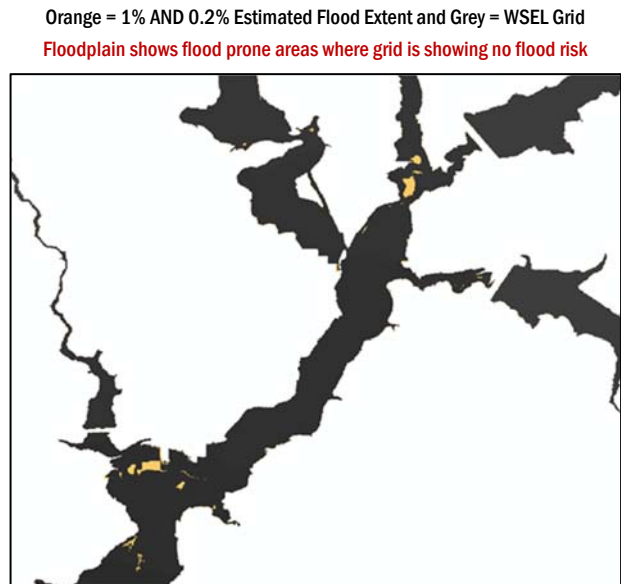 Orange = 1% AND 0.2% Estimated Flood Extent and Grey = WSEL Grid
Floodplain shows flood prone areas where grid is showing no flood risk